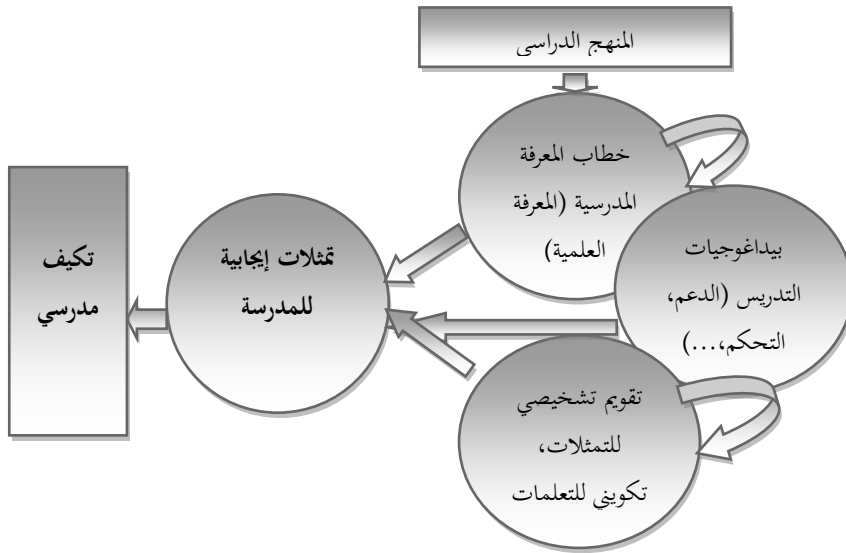 المنهج الدراسي
خطاب المعرفة
المدرسية (المعرفة
العلمية)
بيداغوجيات
التدريس (الدعم،
التحكم،...)
تقويم تشخيصي
للتمثلات،
تكويني للتعلمات
تمثلات إيجابية
للمدرسة
تكيف
مدرسي